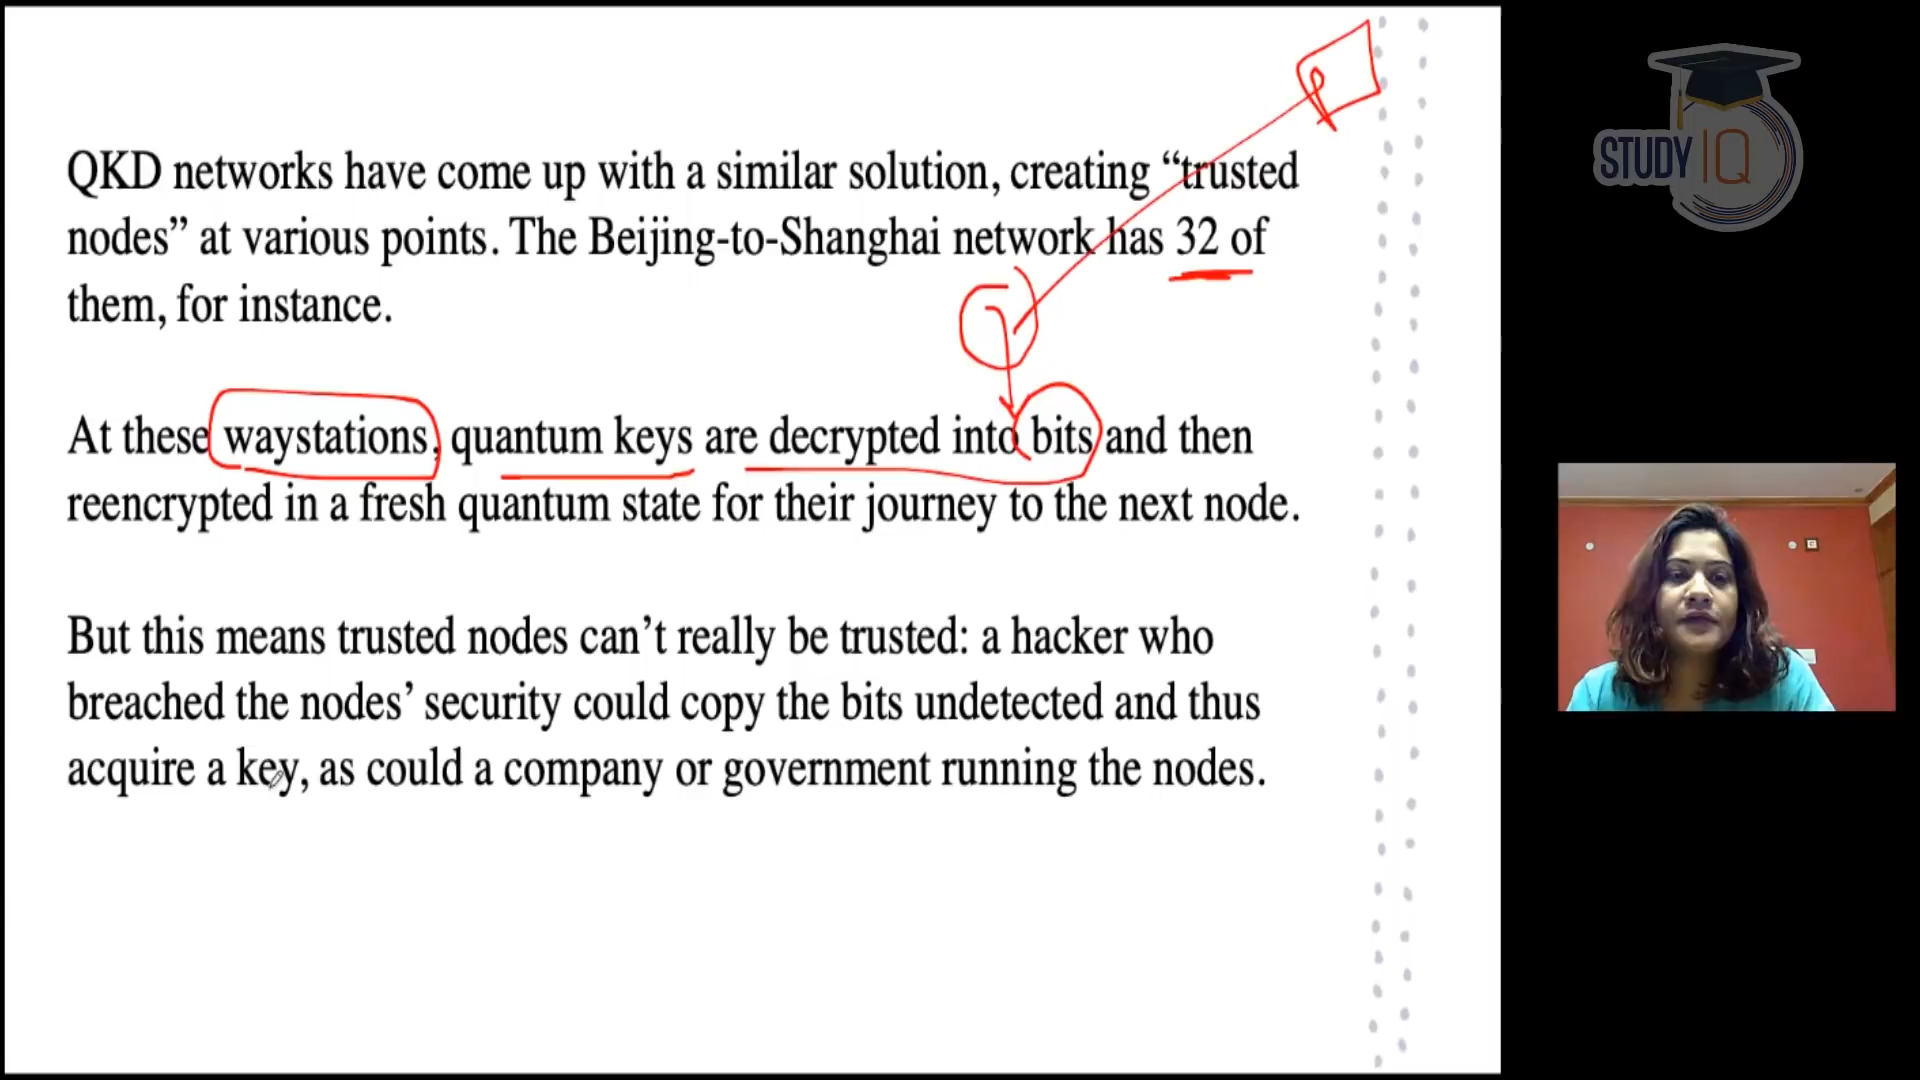 QKD networks have come up with a similar solution, creating “trusted
nodes” at various points. The Beijing-to-Shanghai network has 32 of
them, for instance.
At these waystations, quantum keys are decrypted into bits and then
reencrypted in a fresh quantum state for their journey to the next node.
But this means trusted nodes can’t really be trusted: a hacker who
breached the nodes’ security could copy the bits undetected and thus
acquire a key, as could a company or government running the nodes.
STUDY IQ